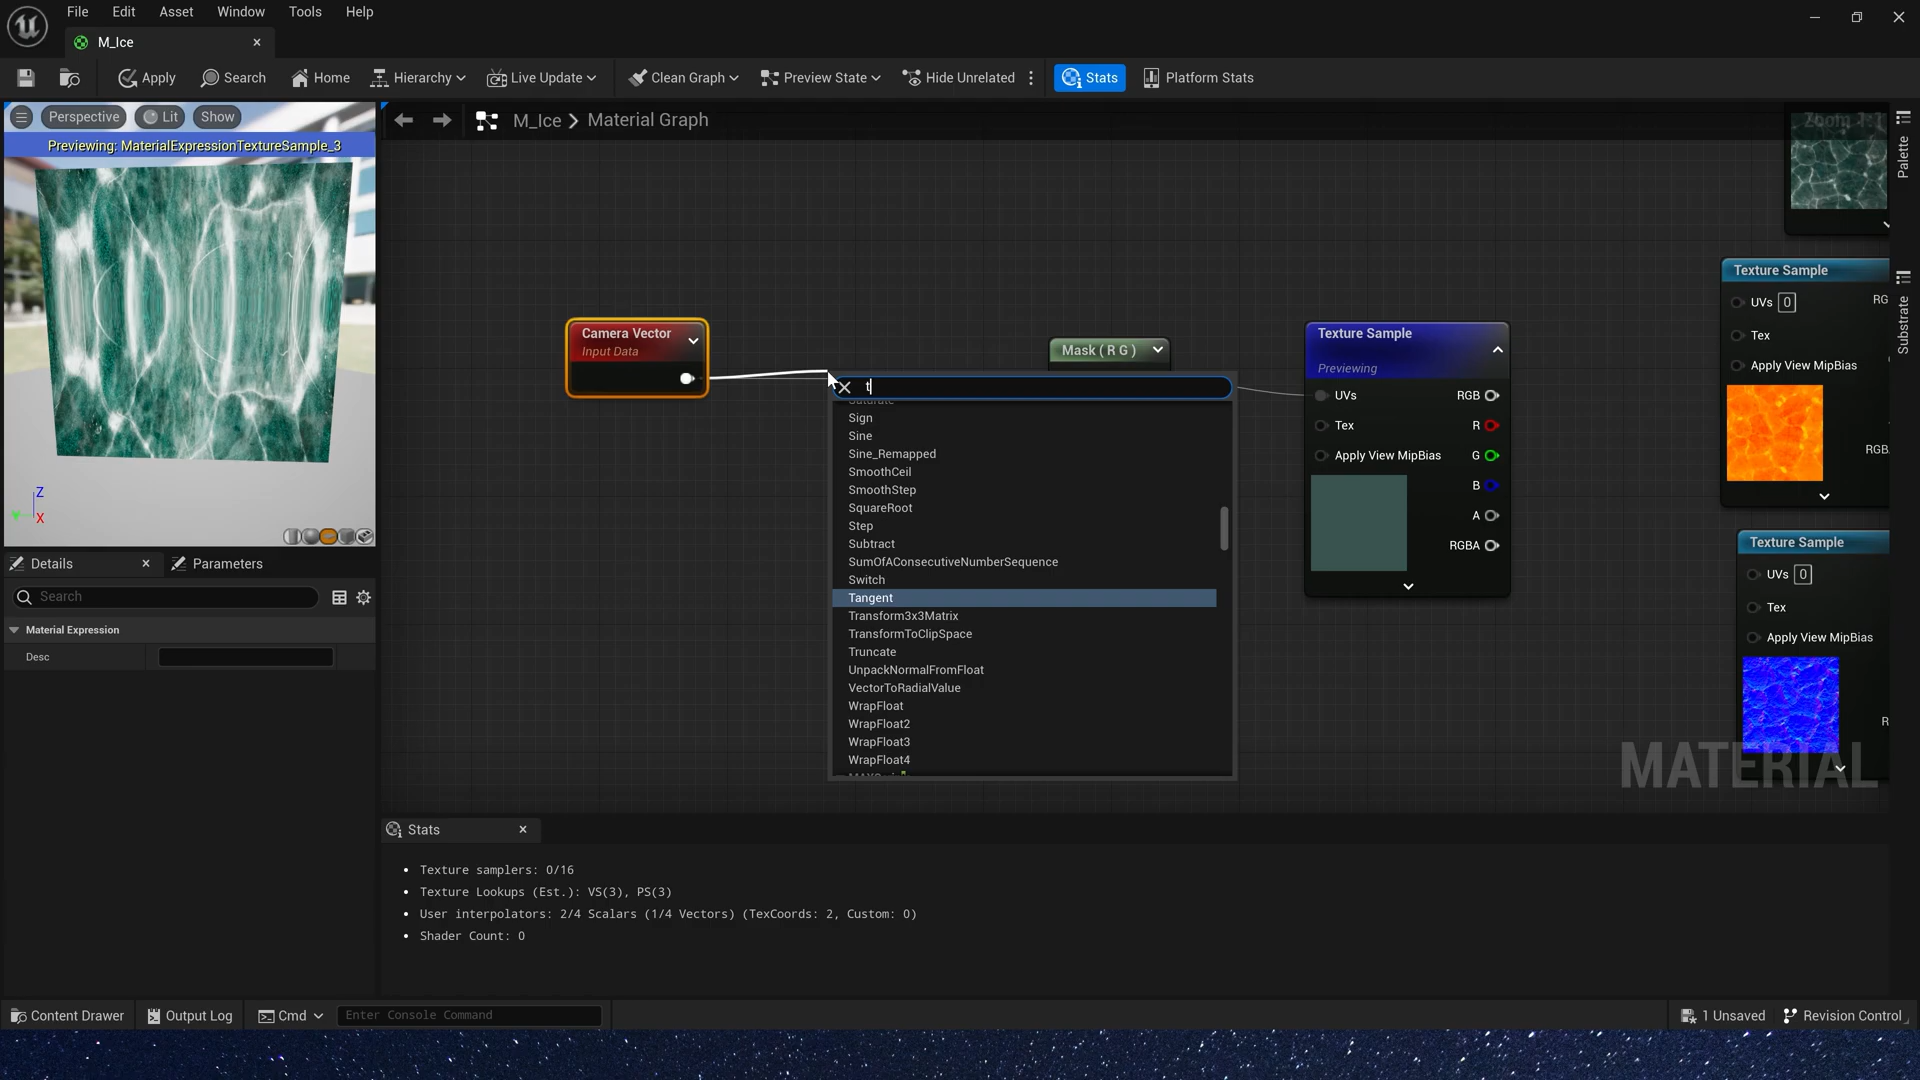 File Edit Asset Window Tools Help
M_Ice
Apply Search Home Hierarchy Live Update Clean Graph Preview State Hide Unrelated Stats Platform Stats
Perspective Lit Show
Previewing: MaterialExpressionTextureSample_3
Z
Y
X
M_Ice Material Graph
Zoom 1:1
Palette
Substrate
Camera Vector
Input Data
Mask ( R G )
t
Sign
Sine
Sine_Remapped
SmoothCeil
SmoothStep
SquareRoot
Step
Subtract
SumOfAConsecutiveNumberSequence
Switch
Tangent
Transform3x3Matrix
TransformToClipSpace
Truncate
UnpackNormalFromFloat
VectorToRadialValue
WrapFloat
WrapFloat2
WrapFloat3
WrapFloat4
Texture Sample
Previewing
UVs RGB
Tex R
Apply View MipBias G
B
A
RGBA
Texture Sample
UVs 0 RG
Tex
Apply View MipBias
RGB
Texture Sample
UVs 0
Tex
Apply View MipBias
R
MATERIAL
Details Parameters
Search
Material Expression
Desc
Stats
Texture samplers: 0/16
Texture Lookups (Est.): VS(3), PS(3)
User interpolators: 2/4 Scalars (1/4 Vectors) (TexCoords: 2, Custom: 0)
Shader Count: 0
Content Drawer Output Log Cmd Enter Console Command 1 Unsaved Revision Control